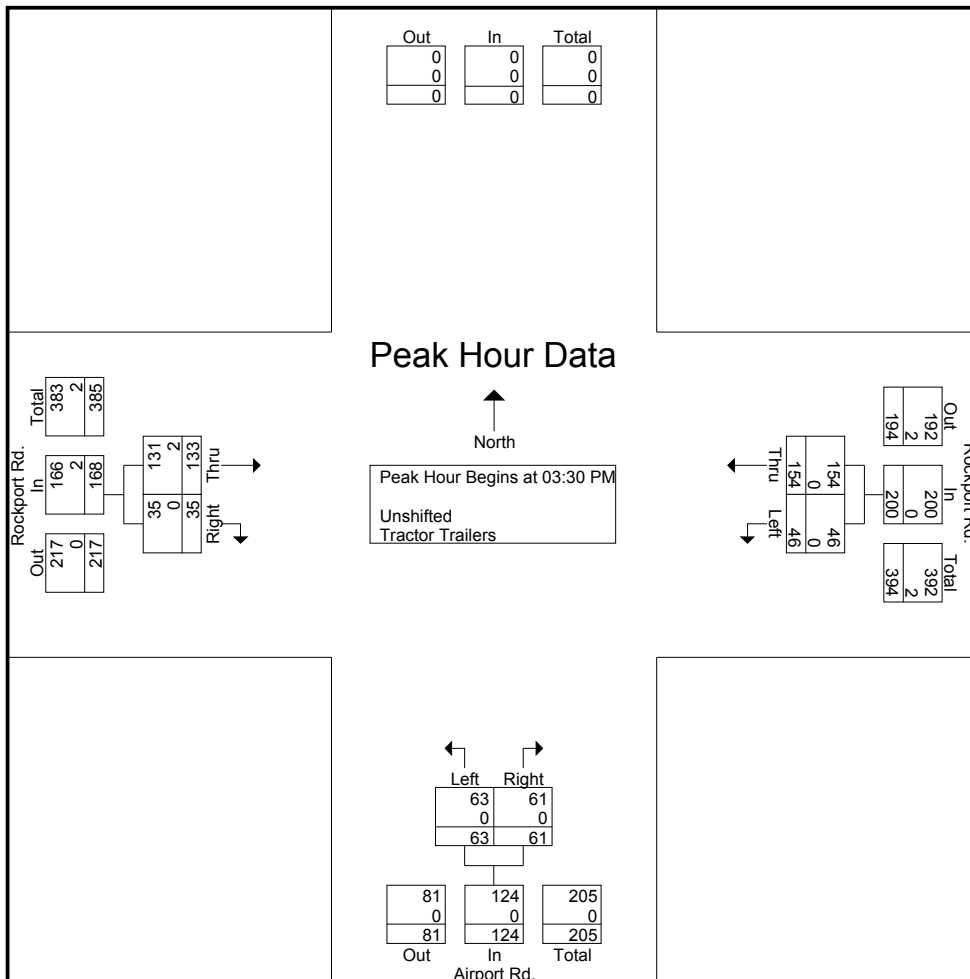 Out In Total
0 0 0
0 0 0
0 0 0
Peak Hour Data
North
Peak Hour Begins at 03:30 PM
Unshifted
Tractor Trailers
Rockport Rd.
Out In Total
217 166 383
0 2 2
217 168 385
Right Thru
35 131
0 2
35 133
Rockport Rd.
Out In Total
192 200 392
2 0 2
194 200 394
Thru Left
154 46
0 0
154 46
Left Right
63 61
0 0
63 61
81 124 205
0 0 0
81 124 205
Out In Total
Airport Rd.